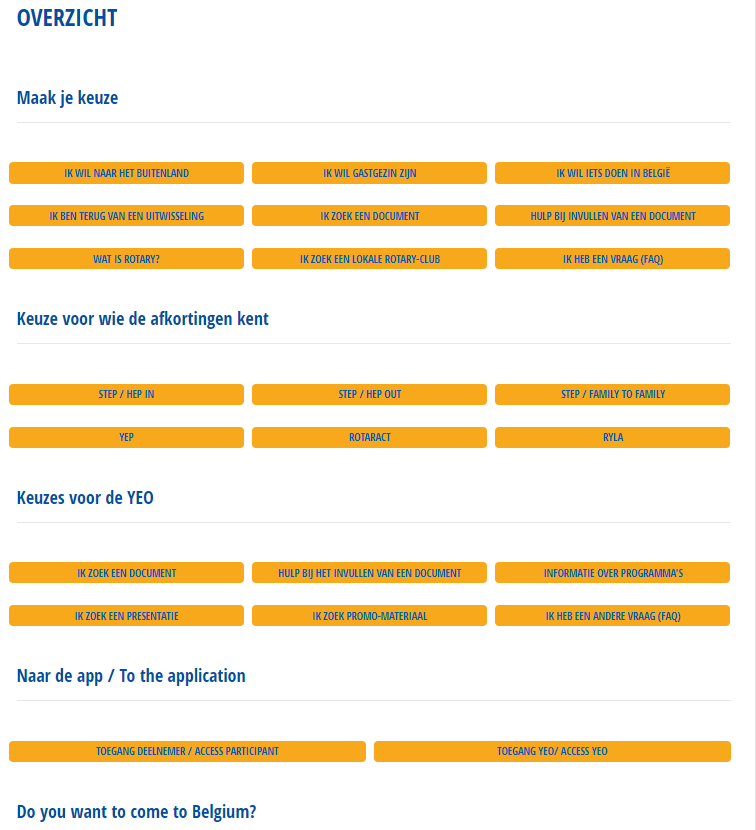 OVERZICHT
Maak je keuze
IK WIL NAAR HET BUITENLAND
IK WIL GASTGEZIN ZIJN
IK WIL IETS DOEN IN BELGIË
IK BEN TERUG VAN EEN UITWISSELING
IK ZOEK EEN DOCUMENT
HULP BIJ INVULLEN VAN EEN DOCUMENT
WAT IS ROTARY?
IK ZOEK EEN LOKALE ROTARY-CLUB
IK HEB EEN VRAAG (FAQ)
Keuze voor wie de afkortingen kent
STEP / HEP IN
STEP / HEP OUT
STEP / FAMILY TO FAMILY
YEP
ROTARACT
RYLA
Keuzes voor de YEO
IK ZOEK EEN DOCUMENT
HULP BIJ HET INVULLEN VAN EEN DOCUMENT
INFORMATIE OVER PROGRAMMA'S
IK ZOEK EEN PRESENTATIE
IK ZOEK PROMO-MATERIAAL
IK HEB EEN ANDERE VRAAG (FAQ)
Naar de app / To the application
TOEGANG DEELNEMER / ACCESS PARTICIPANT
TOEGANG YEO/ ACCESS YEO
Do you want to come to Belgium?